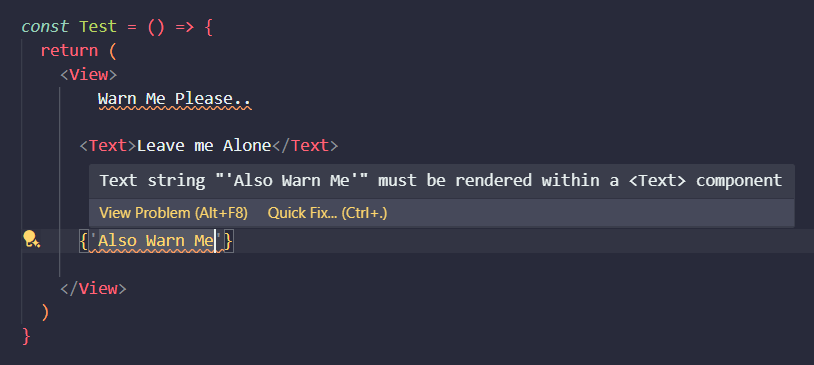 const Test = () => {
return (
<View>
Warn Me Please..
<Text>Leave me Alone</Text>
Text string "'Also Warn Me'" must be rendered within a <Text> component
View Problem (Alt+F8) Quick Fix... (Ctrl+.)
{'Also Warn Me'}
</View>
)
}